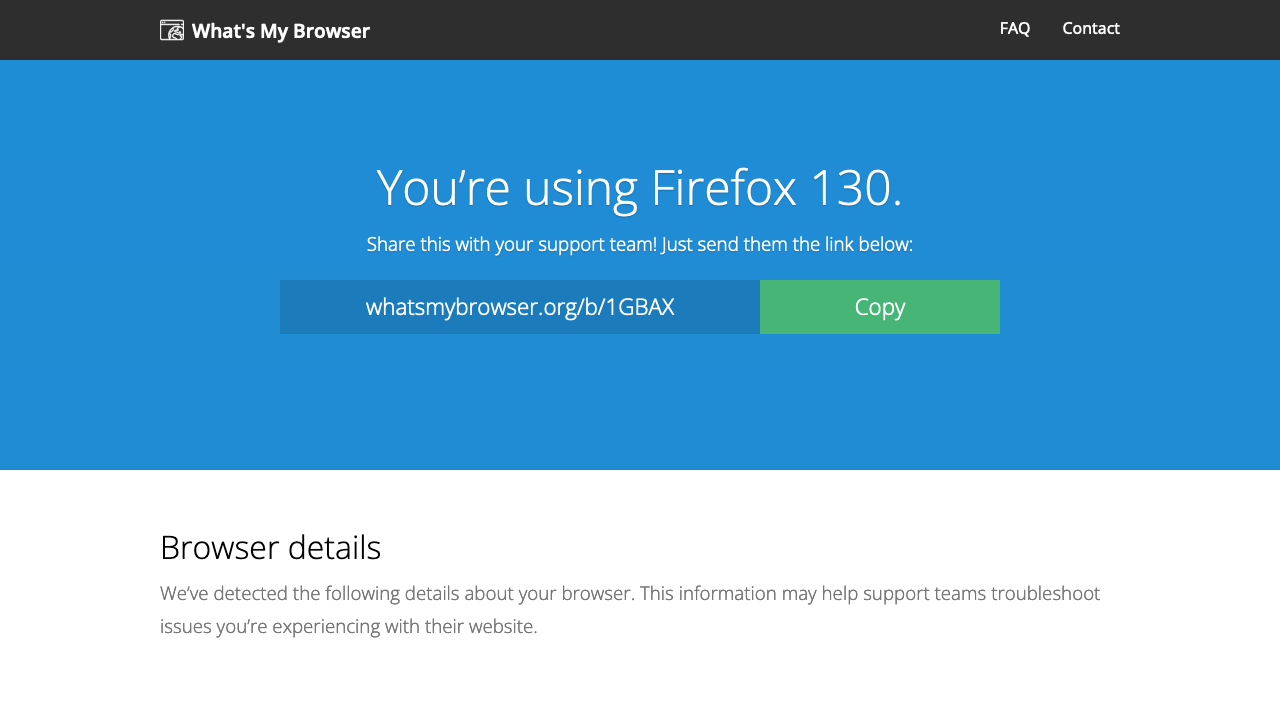 What's My Browser
FAQ
Contact
You’re using Firefox 130.
Share this with your support team! Just send them the link below:
whatsmybrowser.org/b/1GBAX
Copy
Browser details
We’ve detected the following details about your browser. This information may help support teams troubleshoot
issues you’re experiencing with their website.